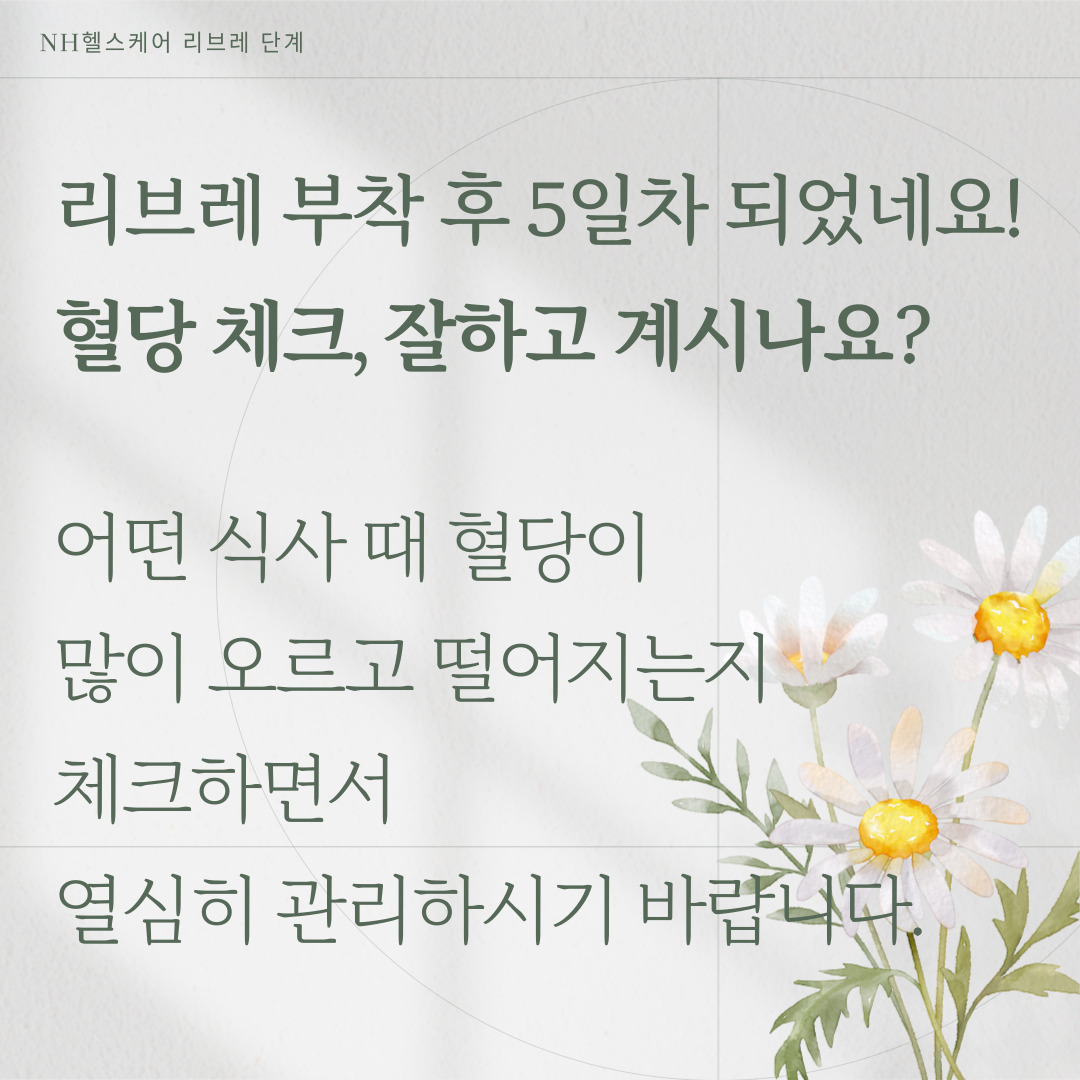 NH헬스케어 리브레 단계
리브레 부착 후 5일차 되었네요!
혈당 체크, 잘하고 계시나요?
어떤 식사 때 혈당이
많이 오르고 떨어지는지
체크하면서
열심히 관리하시기 바랍니다.